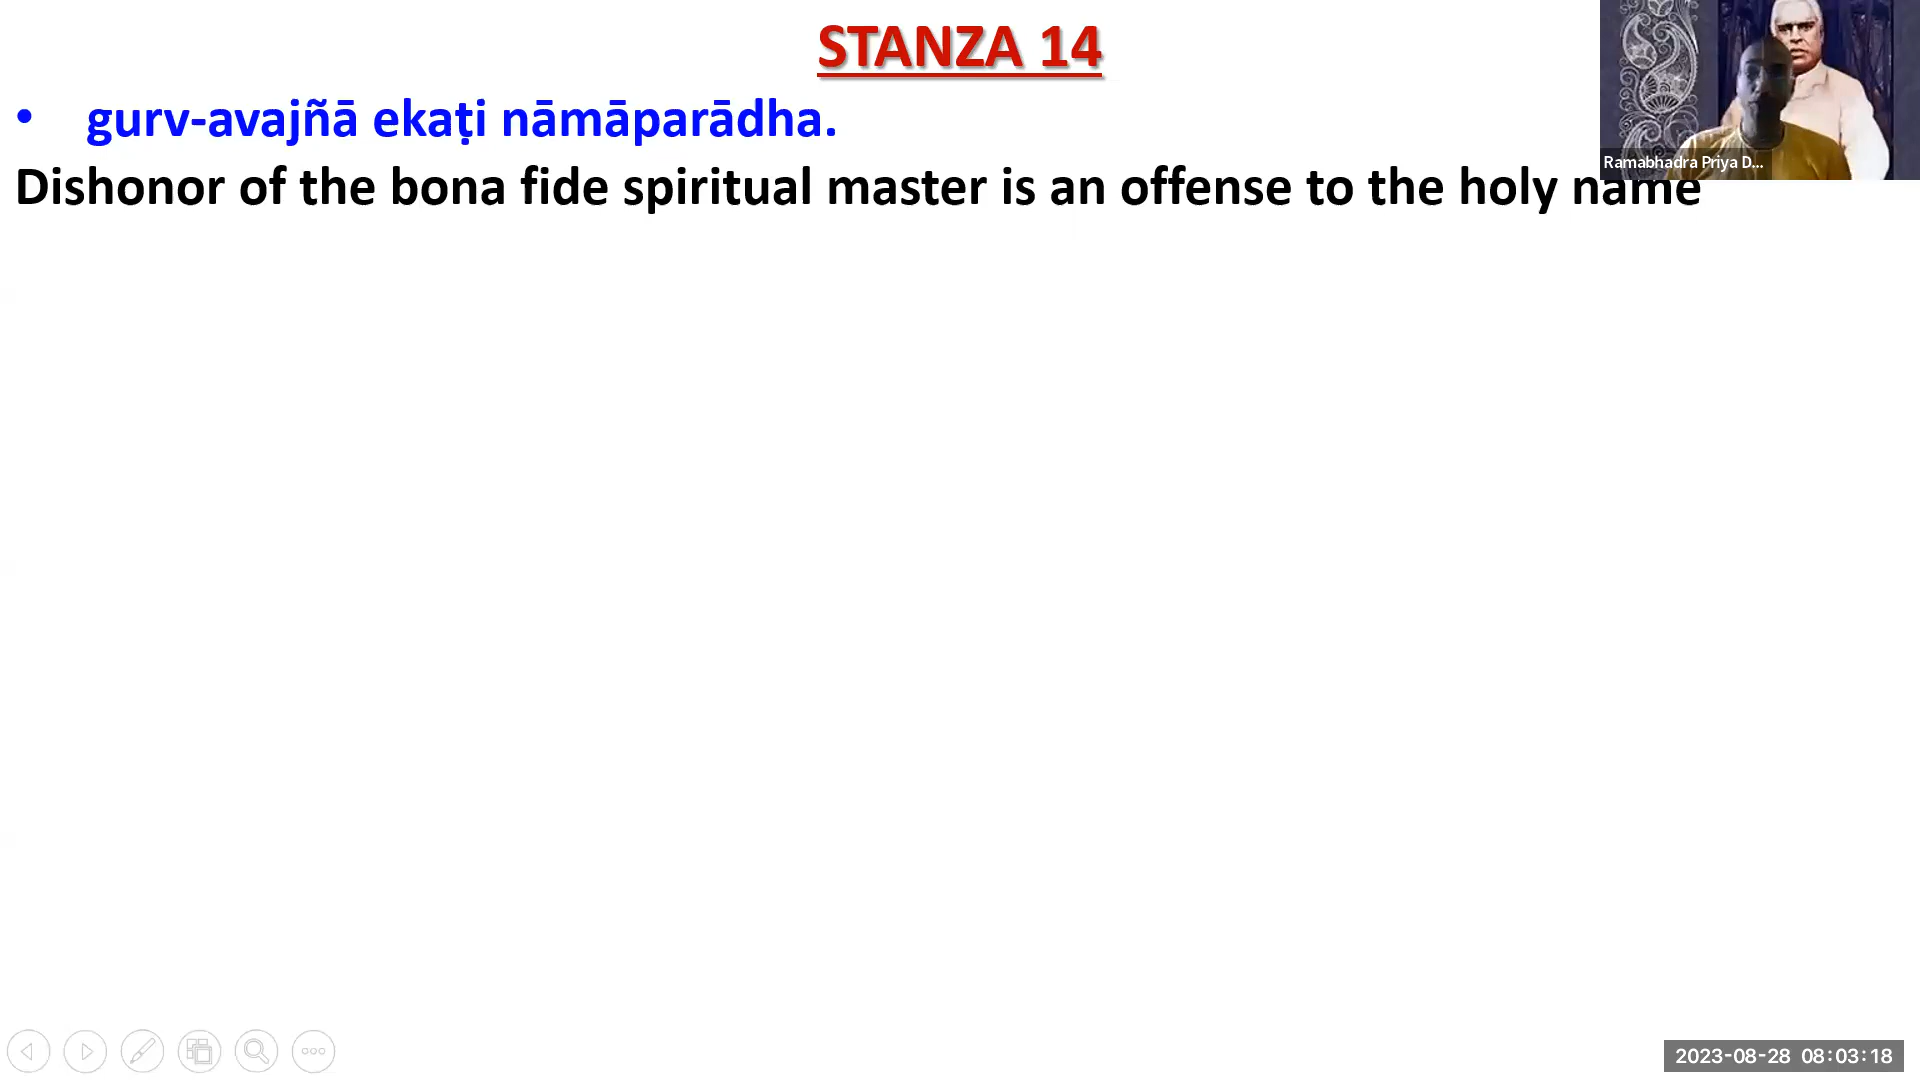 STANZA 14
• gurv-avajñā ekaṭi nāmāparādha.
Dishonor of the bona fide spiritual master is an offense to the holy name
Ramabhadra Priya D...
2023-08-28 08:03:18